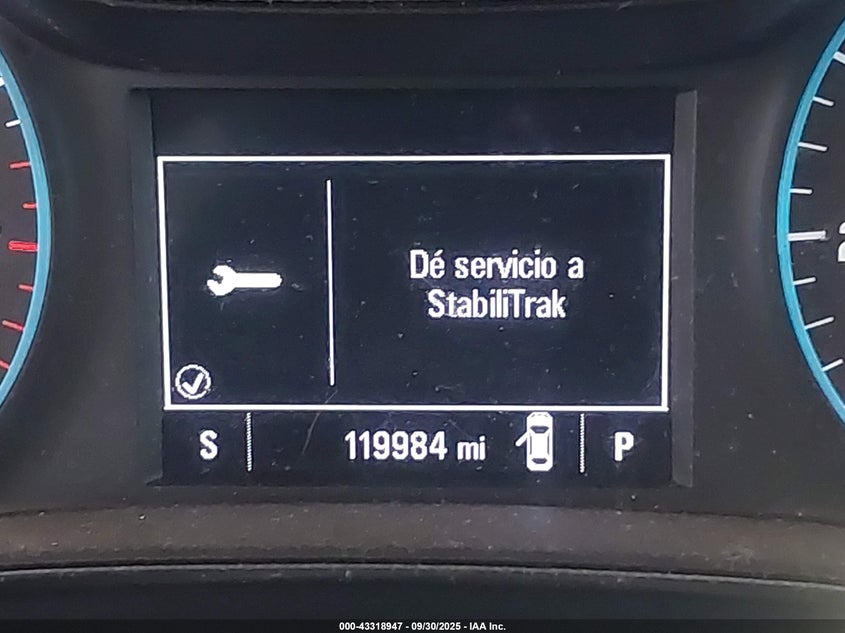 Dé servicio a
StabiliTrak
S
119984 mi
P
000-43318947 - 09/30/2025 - IAA Inc.